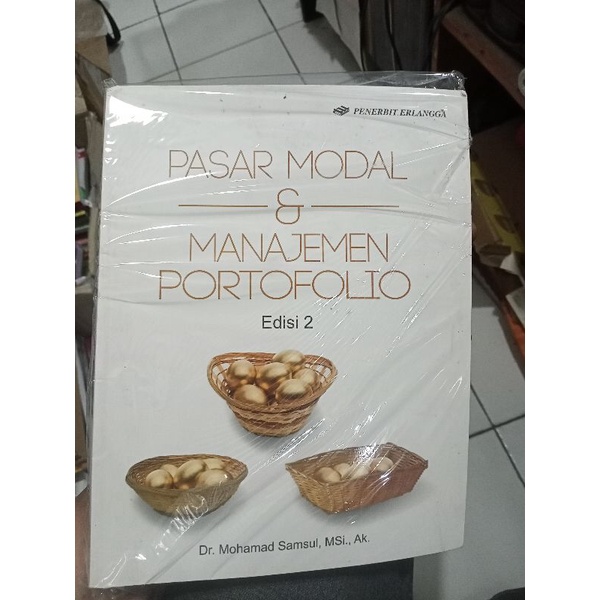 PENERBIT ERLANGGA
PASAR MODAL
&
MANAJEMEN
PORTOFOLIO
Edisi 2
Dr. Mohamad Samsul, MSi., Ak.